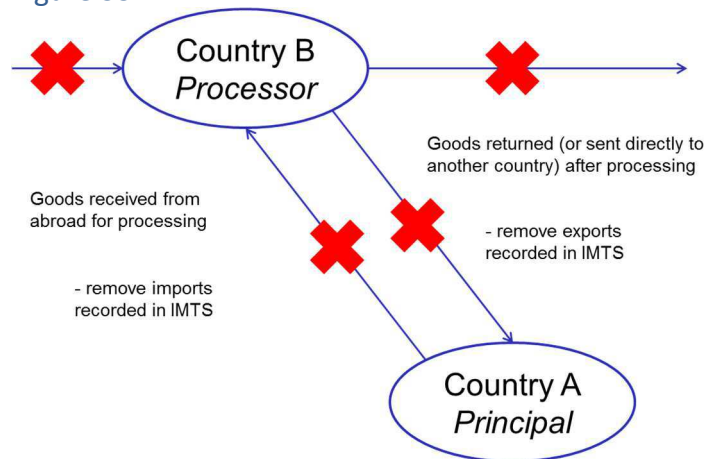 Country B
Processor
Goods returned (or sent directly to
another country) after processing
Goods received from
abroad for processing
- remove exports
recorded in IMTS
- remove imports
recorded in IMTS
Country A
Principal